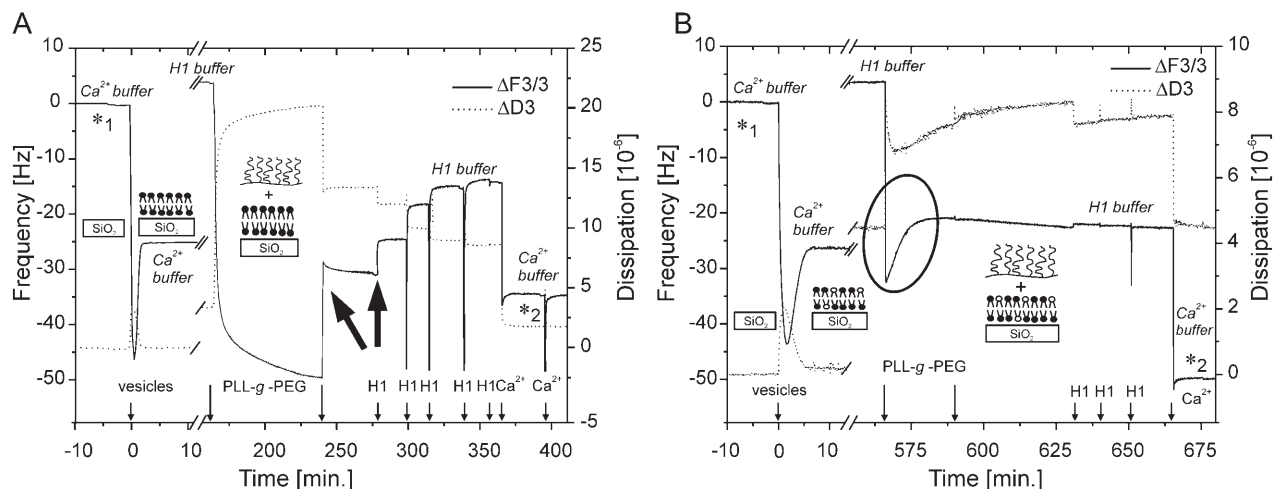 A
Frequency [Hz]
10
0
-10
-20
-30
-40
-50
Ca2+ buffer
*1
H1 buffer
ΔF3/3
ΔD3
SiO2
SiO2
Ca2+
buffer
+
SiO2
H1 buffer
Ca2+
buffer
*2
vesicles
PLL-g -PEG
H1
H1 H1
H1 H1 Ca2+
Ca2+
-10 0 10 200 250 300 350 400
Time [min.]
25
20
15
10
5
0
-5
Dissipation [10-6]
B
Frequency [Hz]
10
0
-10
-20
-30
-40
-50
Ca2+ buffer
*1
H1 buffer
ΔF3/3
ΔD3
Ca2+
buffer
SiO2
SiO2
H1 buffer
+
SiO2
Ca2+
buffer
*2
vesicles
PLL-g -PEG
H1 H1 H1
Ca2+
-10 0 10 575 600 625 650 675
Time [min.]
10
8
6
4
2
0
Dissipation [10-6]